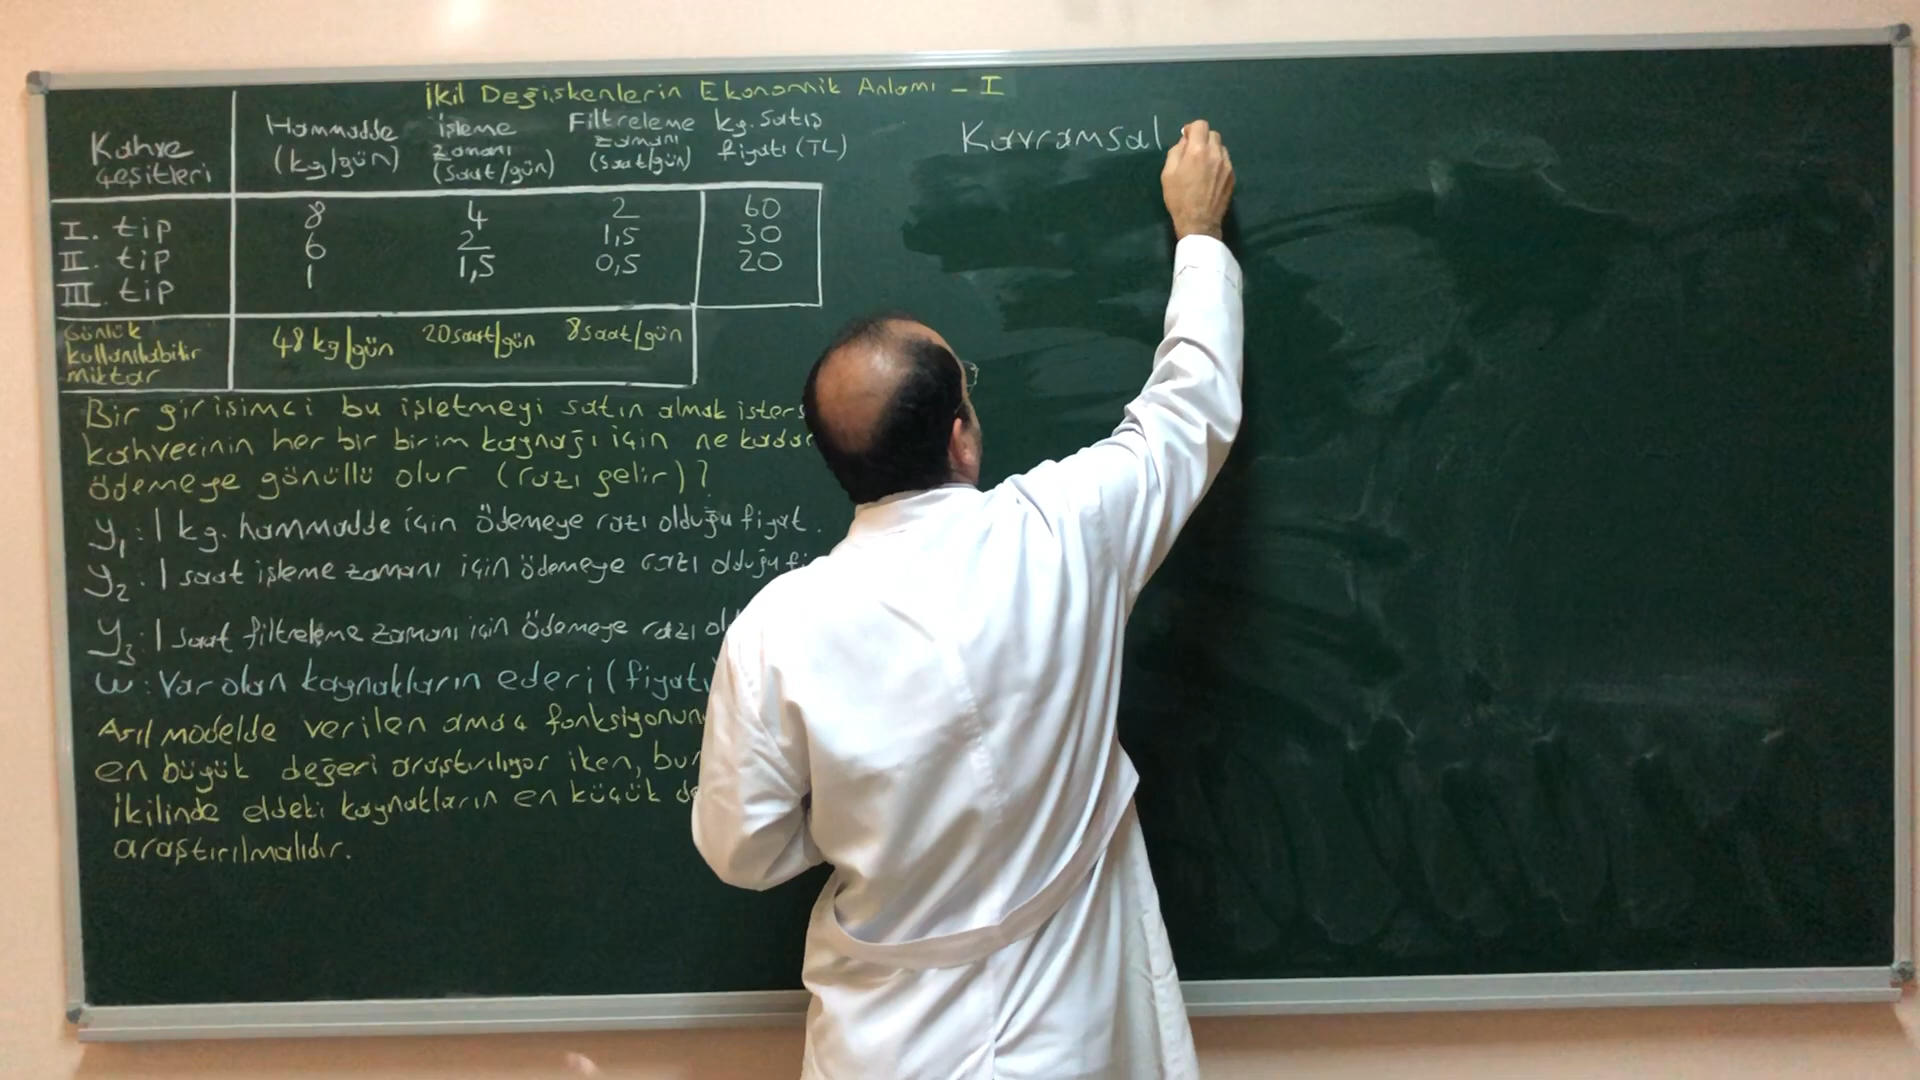 İkil Değişkenlerin Ekonomik Anlamı - I
Kahve Çeşitleri
Hammadde (kg/gün)
İşleme zamanı (saat/gün)
Filtreleme zamanı (saat/gün)
kg. satış fiyatı (TL)
I. tip 8 4 2 60
II. tip 6 2 1,5 30
III. tip 1 1,5 0,5 20
Günlük kullanılabilir miktar
48 kg/gün 20 saat/gün 8 saat/gün
Bir girişimci bu işletmeyi satın almak
kahvecinin her bir birim kaynağı için ne kadar
ödemeye gönüllü olur (razı gelir)?
y₁: 1 kg. hammadde için ödemeye razı olduğu fiyat.
y₂: 1 saat işleme zamanı için ödemeye razı olduğu
y₃: 1 saat filtreleme zamanı için ödemeye razı
w: Var olan kaynakların ederi (fiyatı
Asıl modelde verilen amaç fonksiyonun
en büyük değeri araştırılıyor iken,
ikilinde eldeki kaynakların en küçük
araştırılmalıdır.
Kavramsal